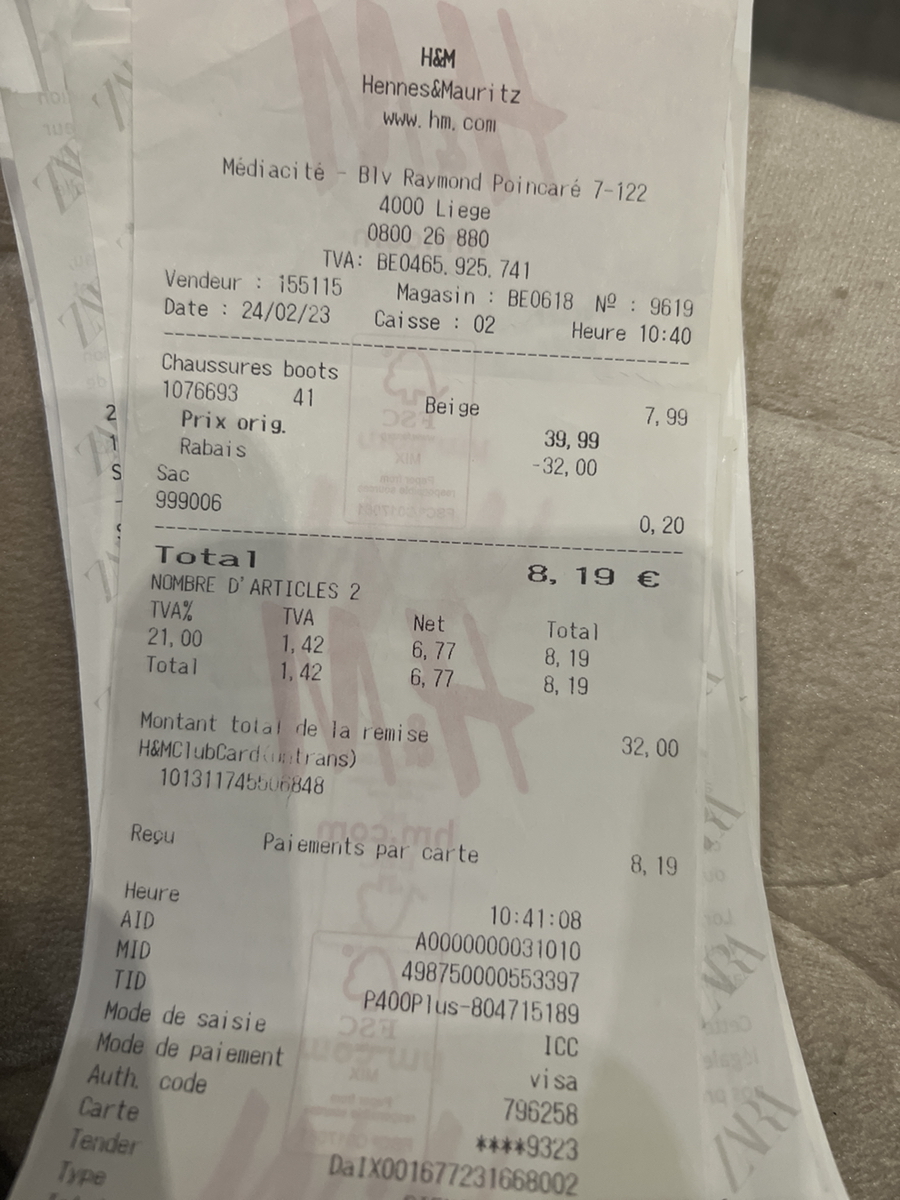 H&M
Hennes&Mauritz
www.hm.com
Médiacité - Blv Raymond Poincaré 7-122
4000 Liege
0800 26 880
TVA: BE0465.925.741
Vendeur : 155115 Magasin : BE0618 Nº : 9619
Date : 24/02/23 Caisse : 02 Heure 10:40
Chaussures boots
1076693 41 Beige 7,99
Prix orig. 39,99
Rabais -32,00
Sac
999006 0,20
Total 8,19 €
NOMBRE D'ARTICLES 2
TVA% TVA Net Total
21,00 1,42 6,77 8,19
Total 1,42 6,77 8,19
Montant total de la remise 32,00
H&MClubCard
Reçu Paiements par carte 8,19
Heure 10:41:08
AID A0000000031010
MID 498750000553397
TID P400Plus-804715189
Mode de saisie ICC
Mode de paiement visa
Auth. code 796258
Carte ****9323
Tender DaIX001677231668002
Type